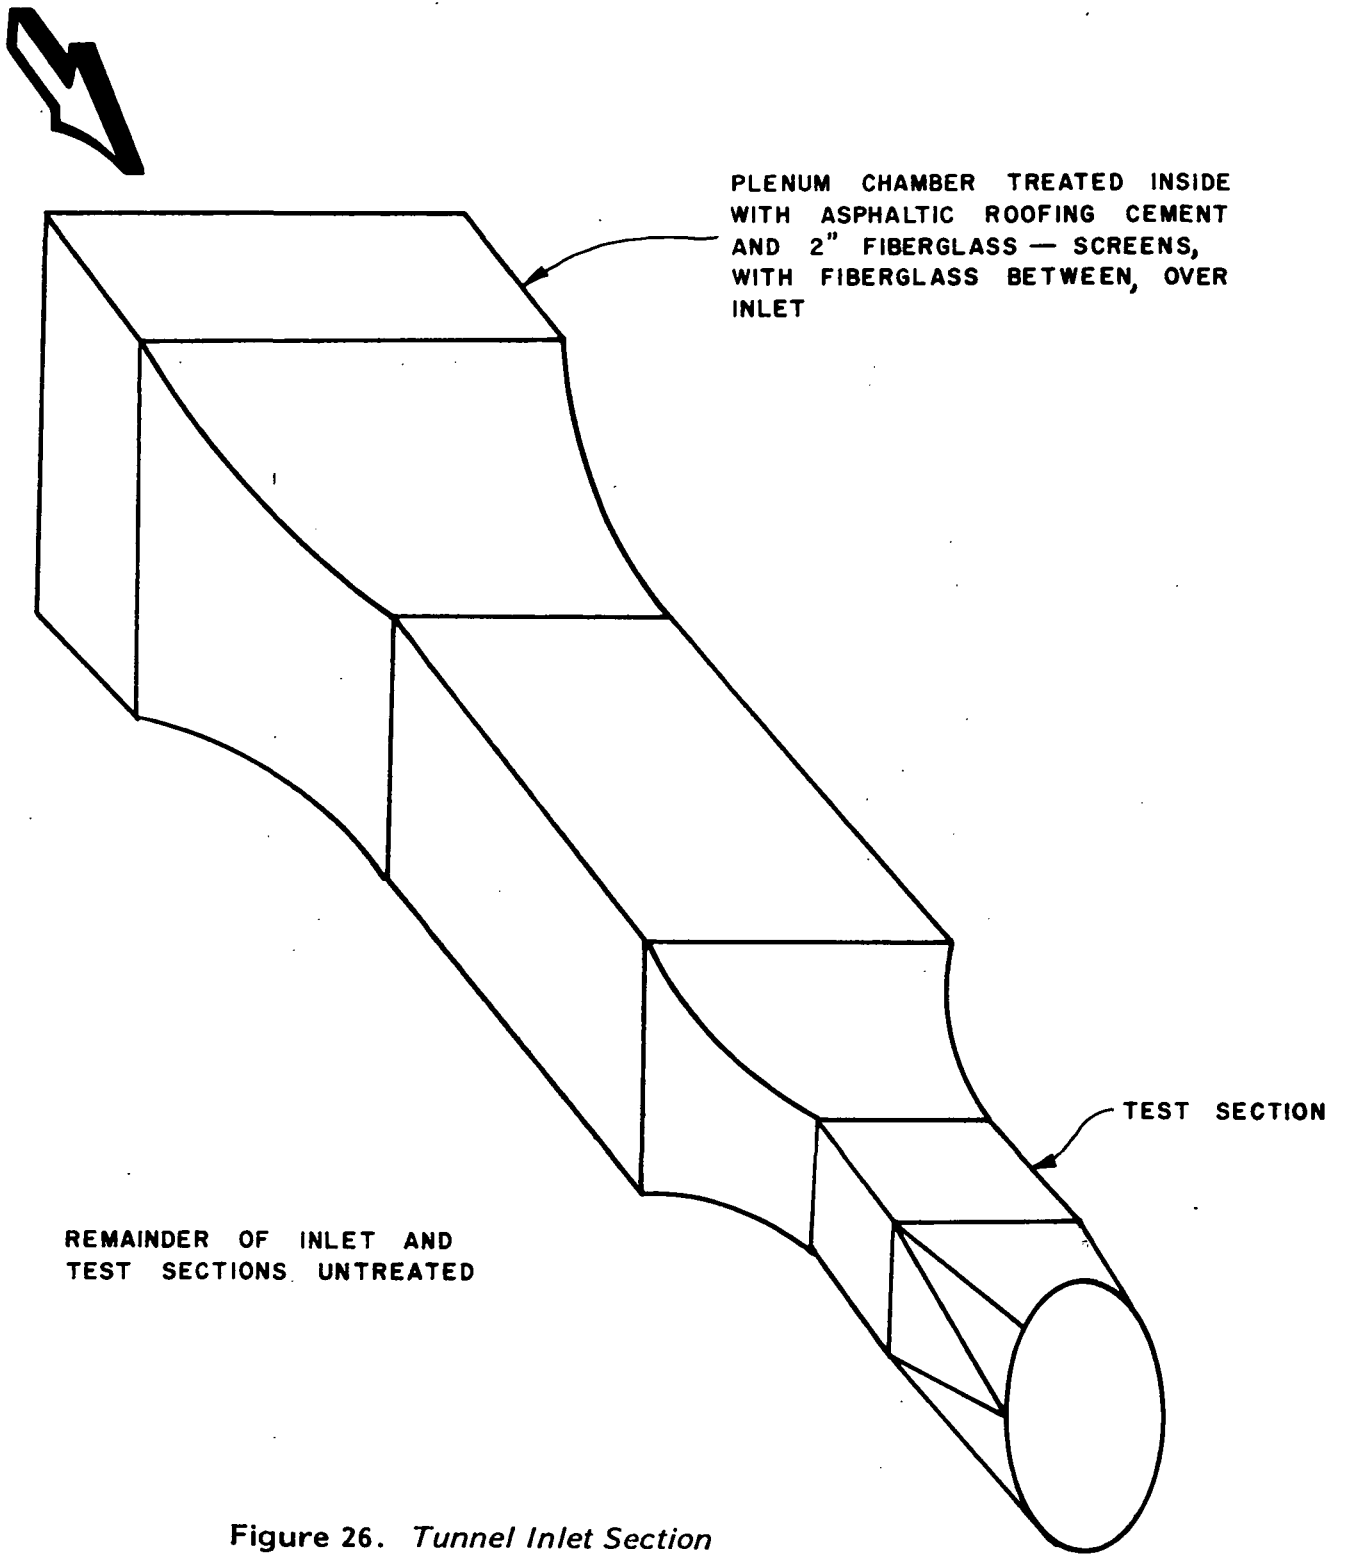 PLENUM CHAMBER TREATED INSIDE
WITH ASPHALTIC ROOFING CEMENT
AND 2" FIBERGLASS — SCREENS,
WITH FIBERGLASS BETWEEN, OVER
INLET
TEST SECTION
REMAINDER OF INLET AND
TEST SECTIONS UNTREATED
Figure 26. Tunnel Inlet Section